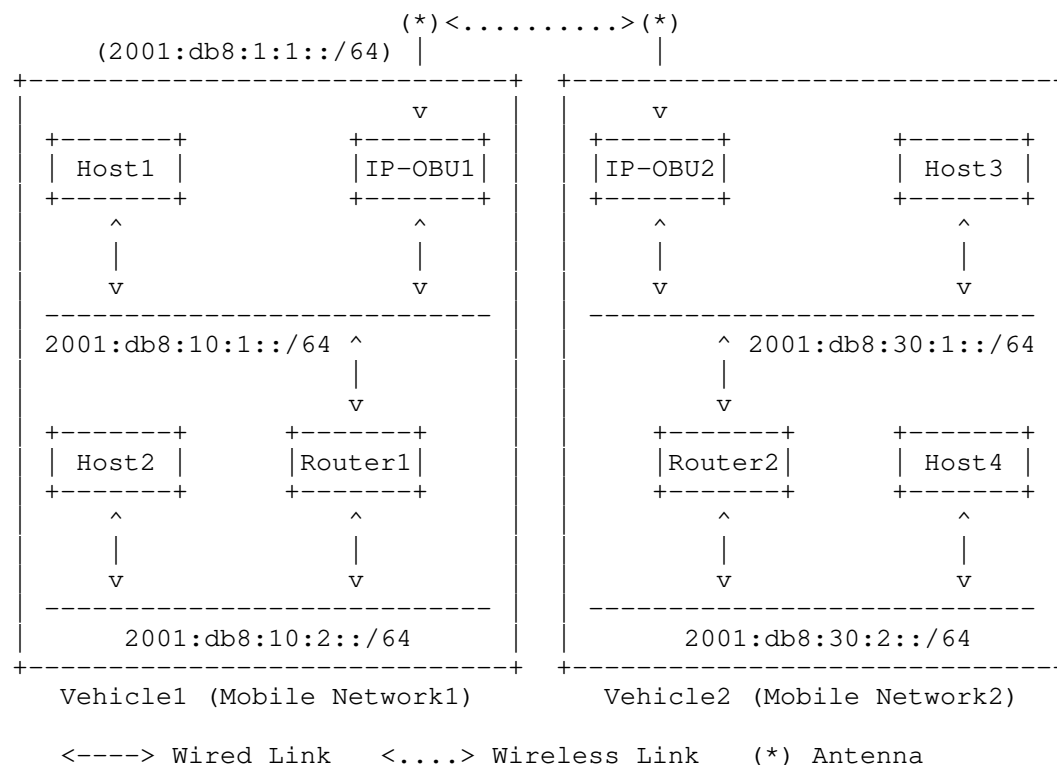 (*)<..........>(*)
(2001:db8:1:1::/64)
v v
Host1 IP-OBU1 IP-OBU2 Host3
^ ^ ^ ^
v v v v
2001:db8:10:1::/64 ^ ^ 2001:db8:30:1::/64
v v
Host2 Router1 Router2 Host4
^ ^ ^ ^
v v v v
2001:db8:10:2::/64 2001:db8:30:2::/64
Vehicle1 (Mobile Network1) Vehicle2 (Mobile Network2)
<----> Wired Link <....> Wireless Link (*) Antenna